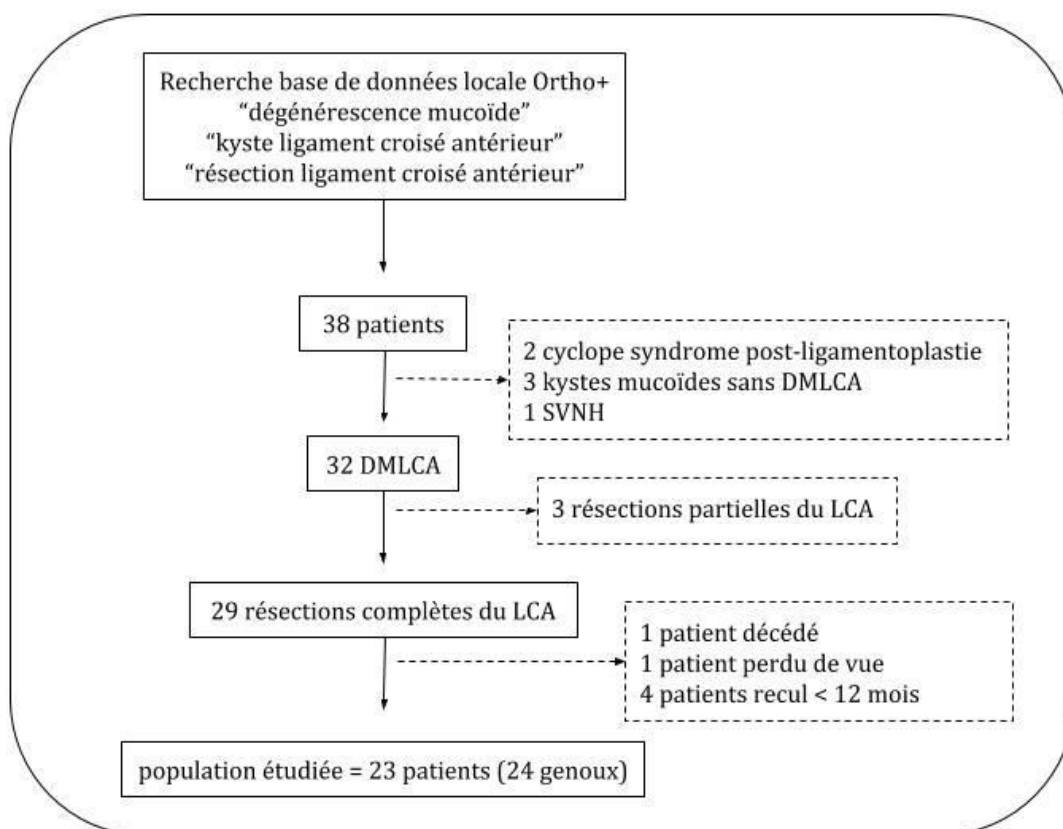 Recherche base de données locale Ortho+
“dégénérescence mucoïde”
“kyste ligament croisé antérieur”
“résection ligament croisé antérieur”
38 patients
2 cyclope syndrome post-ligamentoplastie
3 kystes mucoïdes sans DMLCA
1 SVNH
32 DMLCA
3 résections partielles du LCA
29 résections complètes du LCA
1 patient décédé
1 patient perdu de vue
4 patients recul < 12 mois
population étudiée = 23 patients (24 genoux)